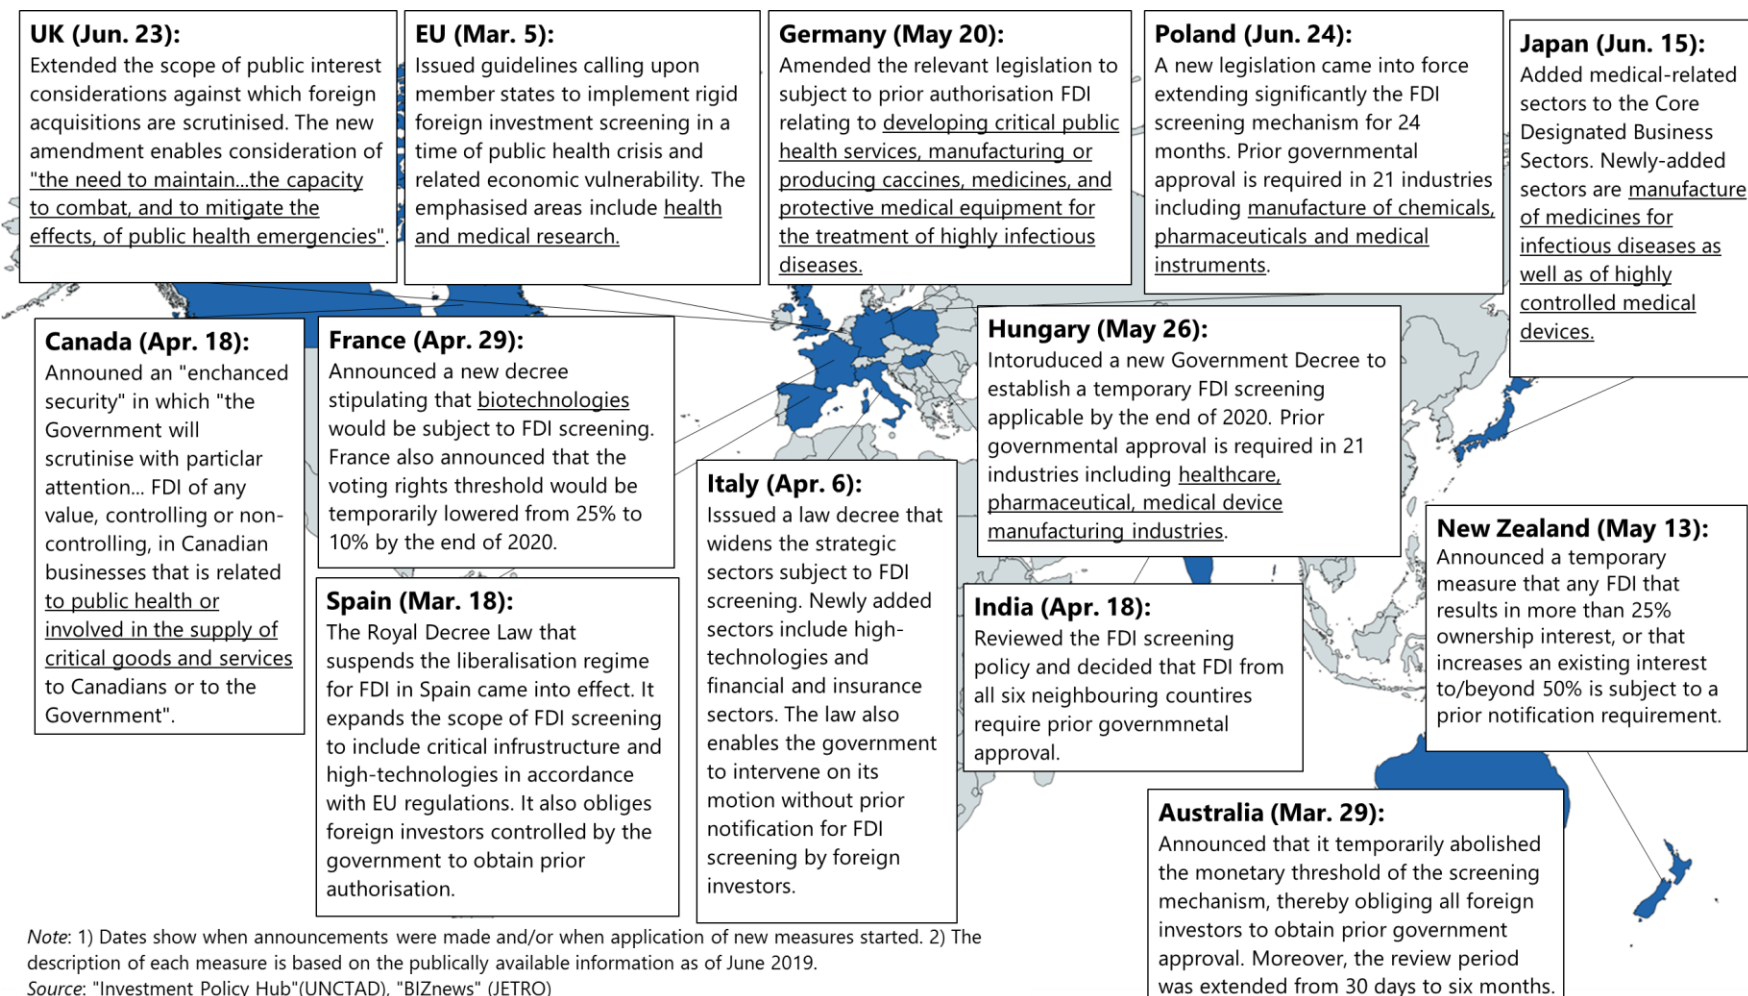 UK (Jun. 23):
Extended the scope of public interest
considerations against which foreign
acquisitions are scrutinised. The new
amendment enables consideration of
"the need to maintain...the capacity
to combat, and to mitigate the
effects, of public health emergencies".
EU (Mar. 5):
Issued guidelines calling upon
member states to implement rigid
foreign investment screening in a
time of public health crisis and
related economic vulnerability. The
emphasised areas include health
and medical research.
Germany (May 20):
Amended the relevant legislation to
subject to prior authorisation FDI
relating to developing critical public
health services, manufacturing or
producing caccines, medicines, and
protective medical equipment for
the treatment of highly infectious
diseases.
Poland (Jun. 24):
A new legislation came into force
extending significantly the FDI
screening mechanism for 24
months. Prior governmental
approval is required in 21 industries
including manufacture of chemicals,
pharmaceuticals and medical
instruments.
Japan (Jun. 15):
Added medical-related
sectors to the Core
Designated Business
Sectors. Newly-added
sectors are manufacture
of medicines for
infectious diseases as
well as of highly
controlled medical
devices.
Canada (Apr. 18):
Announed an "enchanced
security" in which "the
Government will
scrutinise with particlar
attention... FDI of any
value, controlling or non-
controlling, in Canadian
businesses that is related
to public health or
involved in the supply of
critical goods and services
to Canadians or to the
Government".
France (Apr. 29):
Announced a new decree
stipulating that biotechnologies
would be subject to FDI screening.
France also announced that the
voting rights threshold would be
temporarily lowered from 25% to
10% by the end of 2020.
Hungary (May 26):
Intoruduced a new Government Decree to
establish a temporary FDI screening
applicable by the end of 2020. Prior
governmental approval is required in 21
industries including healthcare,
pharmaceutical, medical device
manufacturing industries.
Spain (Mar. 18):
The Royal Decree Law that
suspends the liberalisation regime
for FDI in Spain came into effect. It
expands the scope of FDI screening
to include critical infrustructure and
high-technologies in accordance
with EU regulations. It also obliges
foreign investors controlled by the
government to obtain prior
authorisation.
Italy (Apr. 6):
Isssued a law decree that
widens the strategic
sectors subject to FDI
screening. Newly added
sectors include high-
technologies and
financial and insurance
sectors. The law also
enables the government
to intervene on its
motion without prior
notification for FDI
screening by foreign
investors.
India (Apr. 18):
Reviewed the FDI screening
policy and decided that FDI from
all six neighbouring countires
require prior governmnetal
approval.
New Zealand (May 13):
Announced a temporary
measure that any FDI that
results in more than 25%
ownership interest, or that
increases an existing interest
to/beyond 50% is subject to a
prior notification requirement.
Australia (Mar. 29):
Announced that it temporarily abolished
the monetary threshold of the screening
mechanism, thereby obliging all foreign
investors to obtain prior government
approval. Moreover, the review period
was extended from 30 days to six months.
Note: 1) Dates show when announcements were made and/or when application of new measures started. 2) The
description of each measure is based on the publically available information as of June 2019.
Source: "Investment Policy Hub"(UNCTAD), "BIZnews" (JETRO)